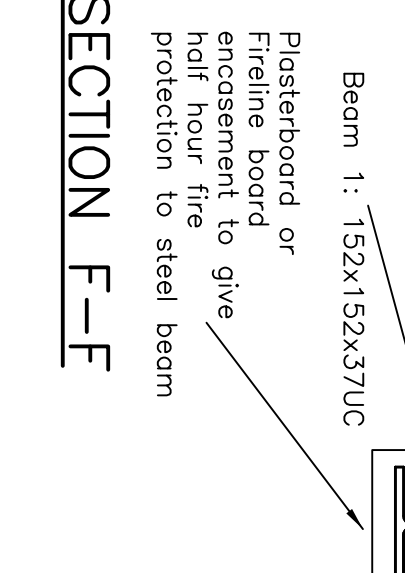 Beam 1: 152x152x37UC
Plasterboard or
Fireline board
encasement to give
half hour fire
protection to steel beam
SECTION F-F